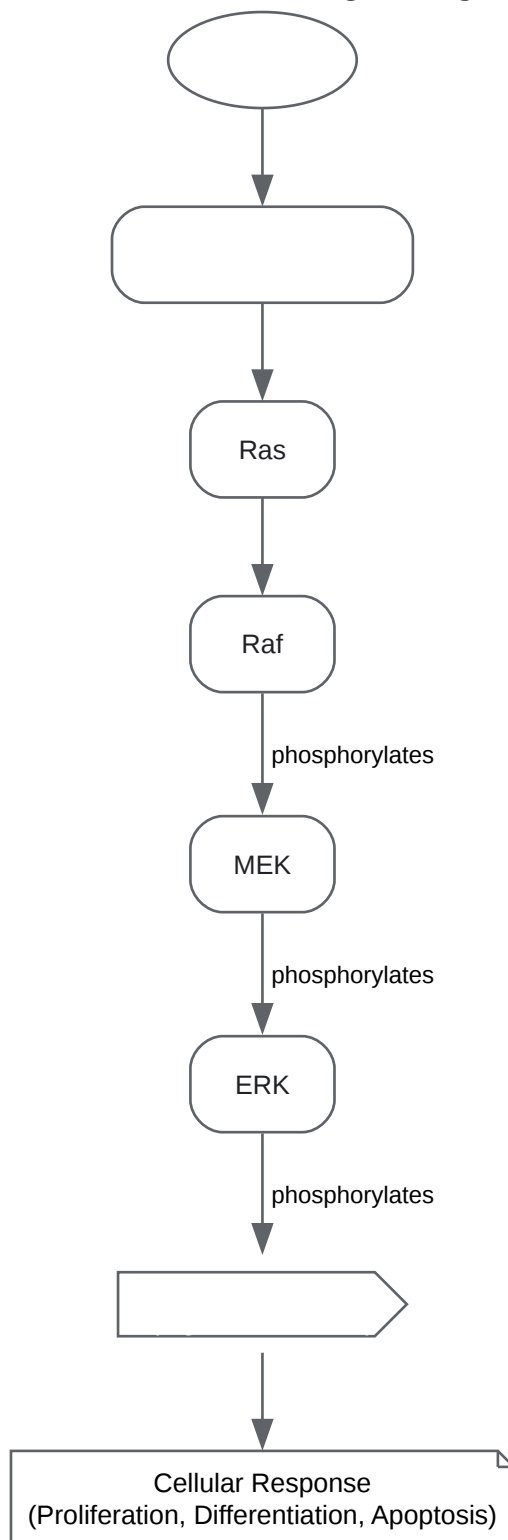 Ras
Raf
phosphorylates
MEK
phosphorylates
ERK
phosphorylates
Cellular Response
(Proliferation, Differentiation, Apoptosis)